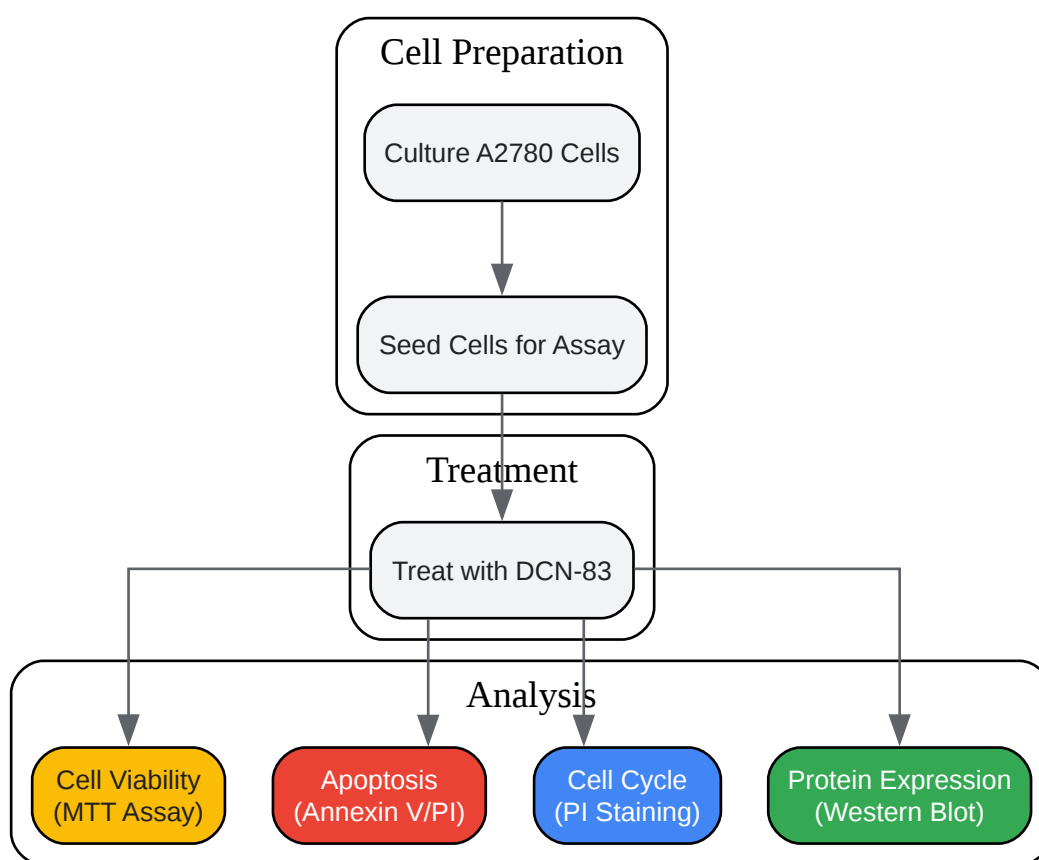 Cell Preparation
Culture A2780 Cells
Seed Cells for Assay
Treatment
Treat with DCN-83
Analysis
Cell Viability
(MTT Assay)
Apoptosis
(Annexin V/PI)
Cell Cycle
(PI Staining)
Protein Expression
(Western Blot)